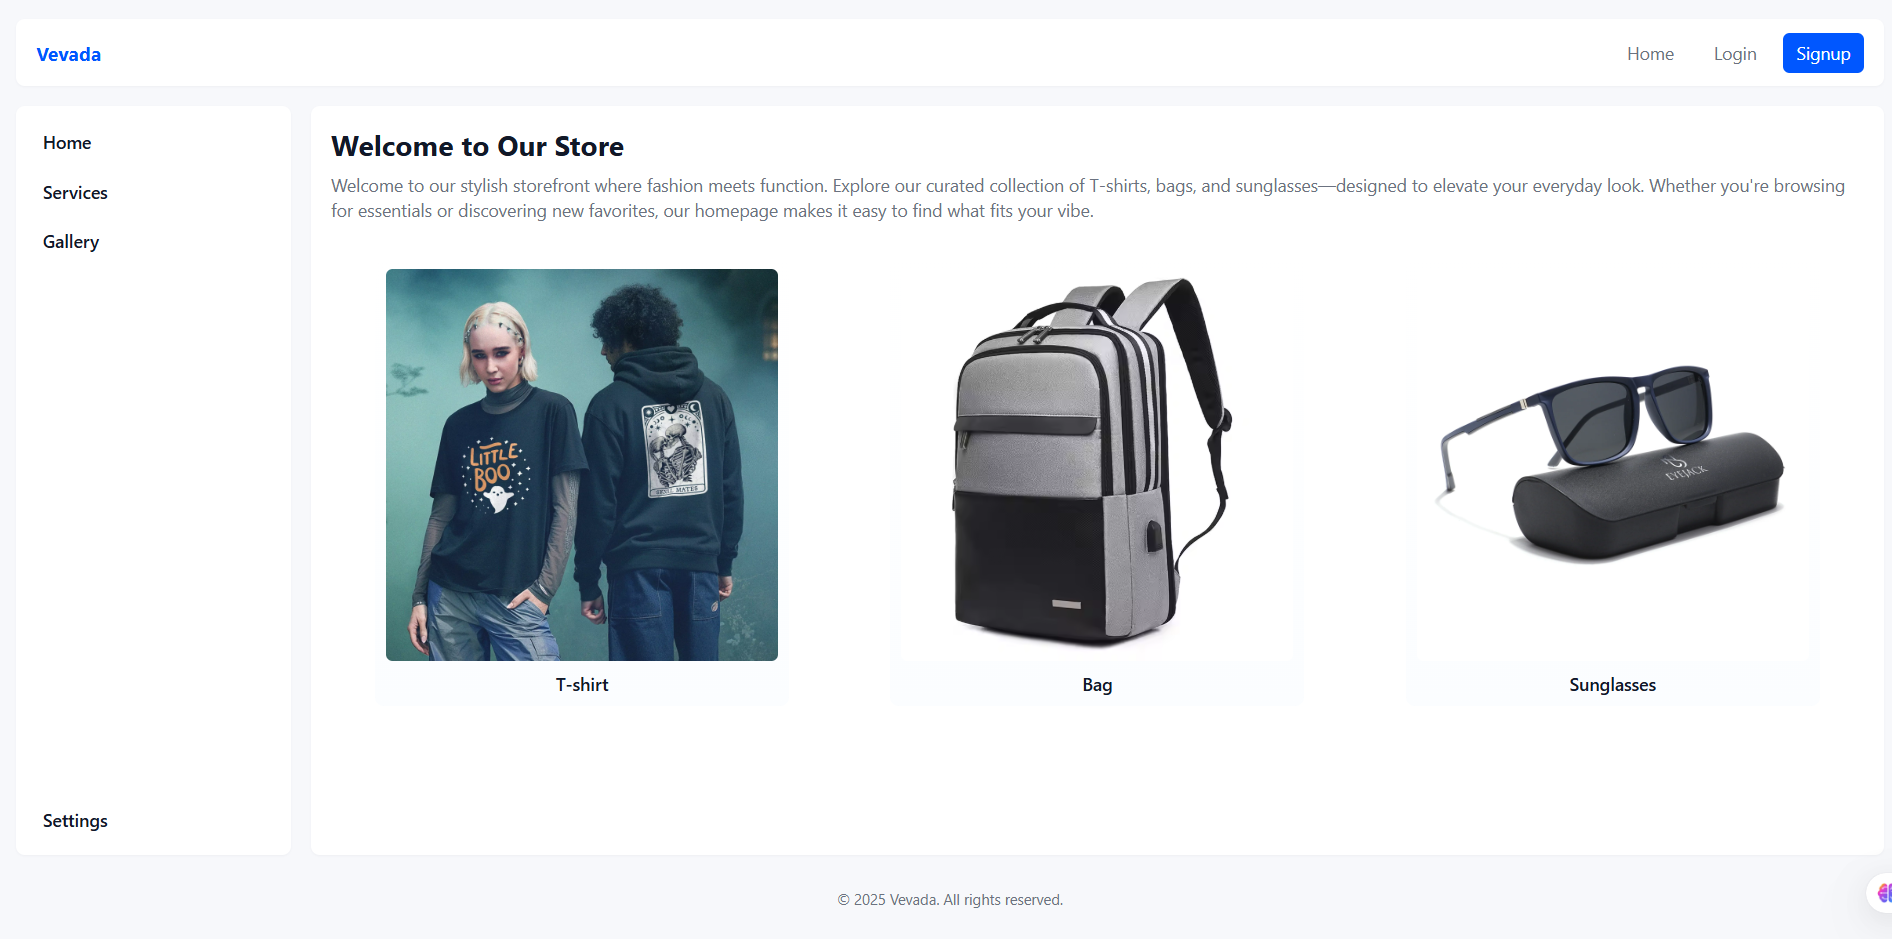 Vevada
Home
Login
Signup
Home
Services
Gallery
Settings
Welcome to Our Store
Welcome to our stylish storefront where fashion meets function. Explore our curated collection of T-shirts, bags, and sunglasses—designed to elevate your everyday look. Whether you're browsing
for essentials or discovering new favorites, our homepage makes it easy to find what fits your vibe.
LITTLE
BOO
T-shirt
Bag
EYEJACK
Sunglasses
© 2025 Vevada. All rights reserved.